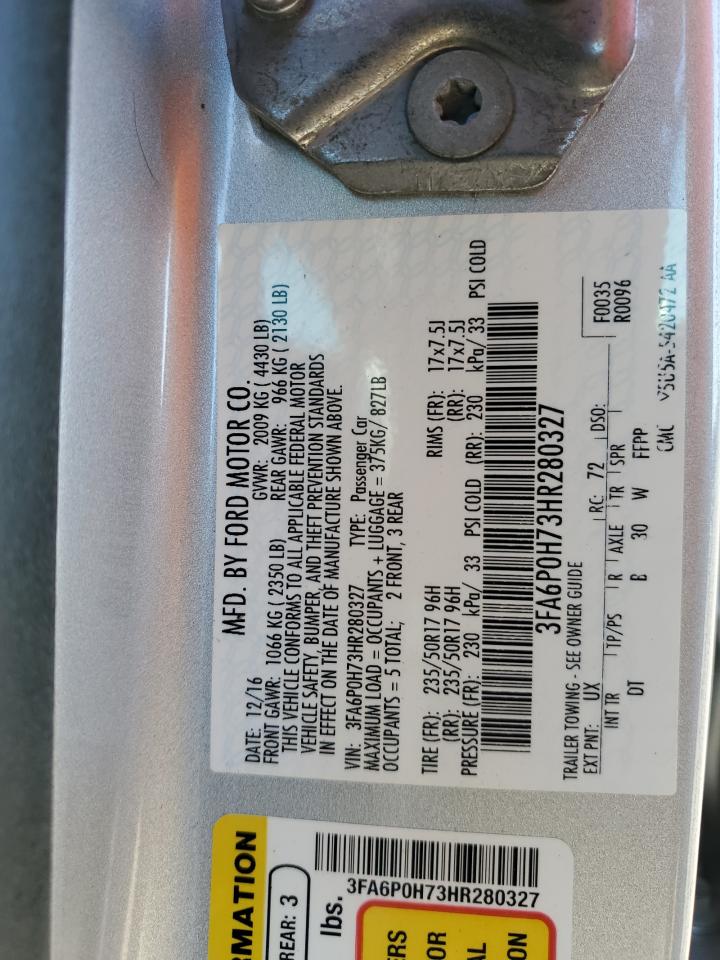 MFD. BY FORD MOTOR CO.
DATE: 12/16 GVWR: 2009 KG ( 4430 LB)
FRONT GAWR: 1066 KG ( 2350 LB) REAR GAWR: 966 KG ( 2130 LB)
THIS VEHICLE CONFORMS TO ALL APPLICABLE FEDERAL MOTOR
VEHICLE SAFETY, BUMPER, AND THEFT PREVENTION STANDARDS
IN EFFECT ON THE DATE OF MANUFACTURE SHOWN ABOVE.
VIN: 3FA6P0H73HR280327 TYPE: Passenger Car
MAXIMUM LOAD = OCCUPANTS + LUGGAGE = 375KG/ 827LB
OCCUPANTS = 5 TOTAL; 2 FRONT, 3 REAR
TIRE (FR): 235/50R17 96H RIMS (FR): 17x7.5J
(RR): 235/50R17 96H (RR): 17x7.5J
PRESSURE (FR): 230 kPa/ 33 PSI COLD (RR): 230 kPa/ 33 PSI COLD
3FA6P0H73HR280327
TRAILER TOWING - SEE OWNER GUIDE
F0035
R0096
EXT PNT: UX RC: 72 DSO:
INT TR TP/PS R AXLE TR SPR
DT B 30 W FFPP
CMC
RMATION
REAR: 3
lbs.
3FA6P0H73HR280327
ERS
OR
AL
ON